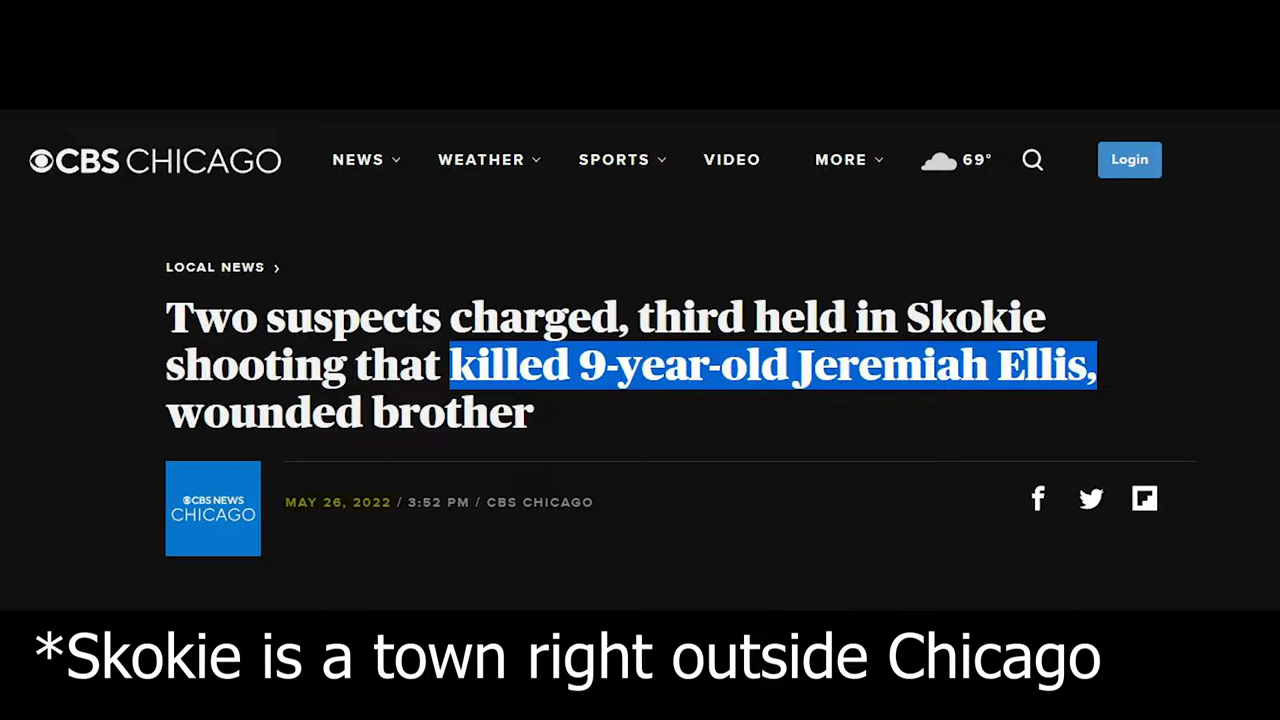 CBS CHICAGO NEWS WEATHER SPORTS VIDEO MORE 69° Login
LOCAL NEWS >
Two suspects charged, third held in Skokie
shooting that killed 9-year-old Jeremiah Ellis,
wounded brother
CBS NEWS
CHICAGO
MAY 26, 2022 / 3:52 PM / CBS CHICAGO
*Skokie is a town right outside Chicago